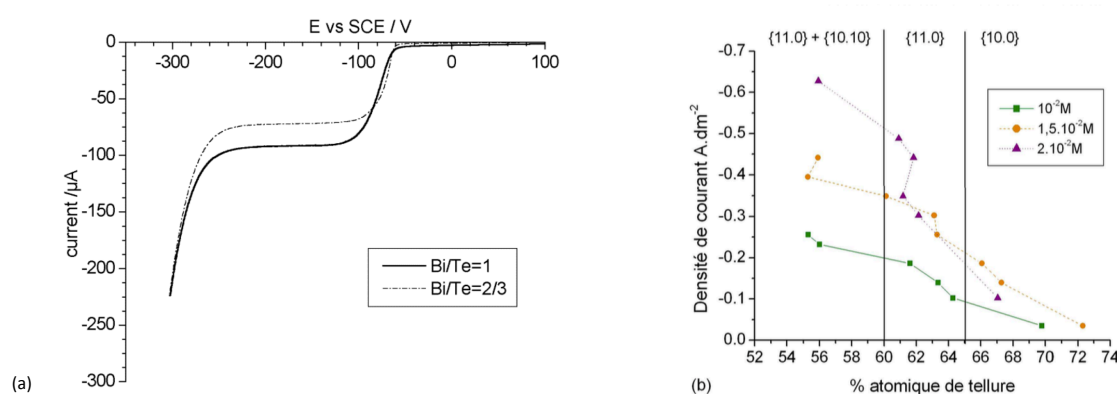 E vs SCE / V
-300 -200 -100 0 100
0
-50
-100
-150
-200
-250
-300
current /µA
Bi/Te=1
Bi/Te=2/3
(a)
{11.0} + {10.10} {11.0} {10.0}
-0.7
-0.6
-0.5
-0.4
-0.3
-0.2
-0.1
0.0
Densité de courant A.dm-2
10-2M
1,5.10-2M
2.10-2M
52 54 56 58 60 62 64 66 68 70 72 74
% atomique de tellure
(b)